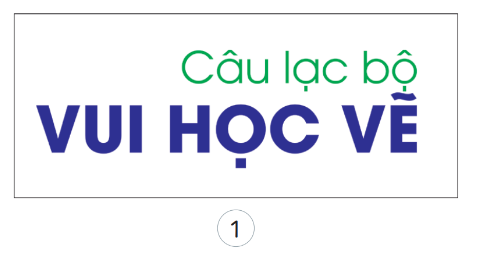 Câu lạc bộ
VUI HỌC VẼ
1